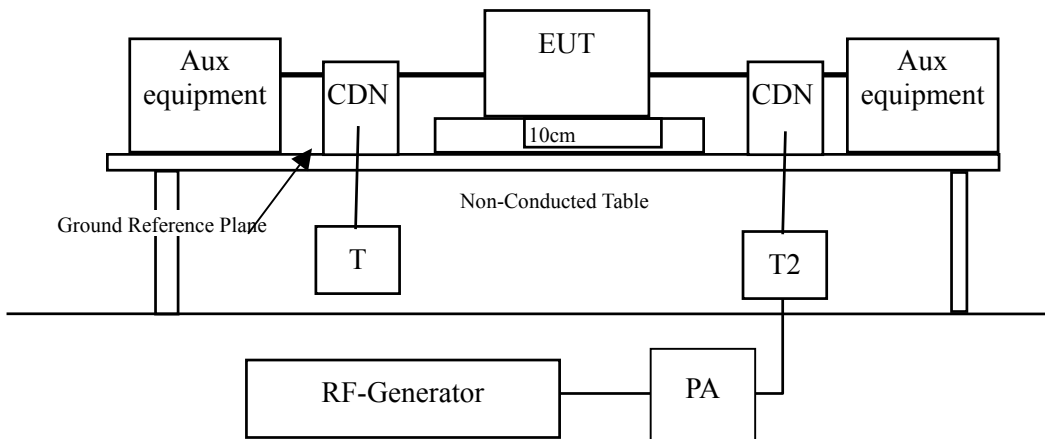 EUT
Aux
equipment
CDN
CDN
Aux
equipment
10cm
Non-Conducted Table
Ground Reference Plane
T
T2
RF-Generator
PA